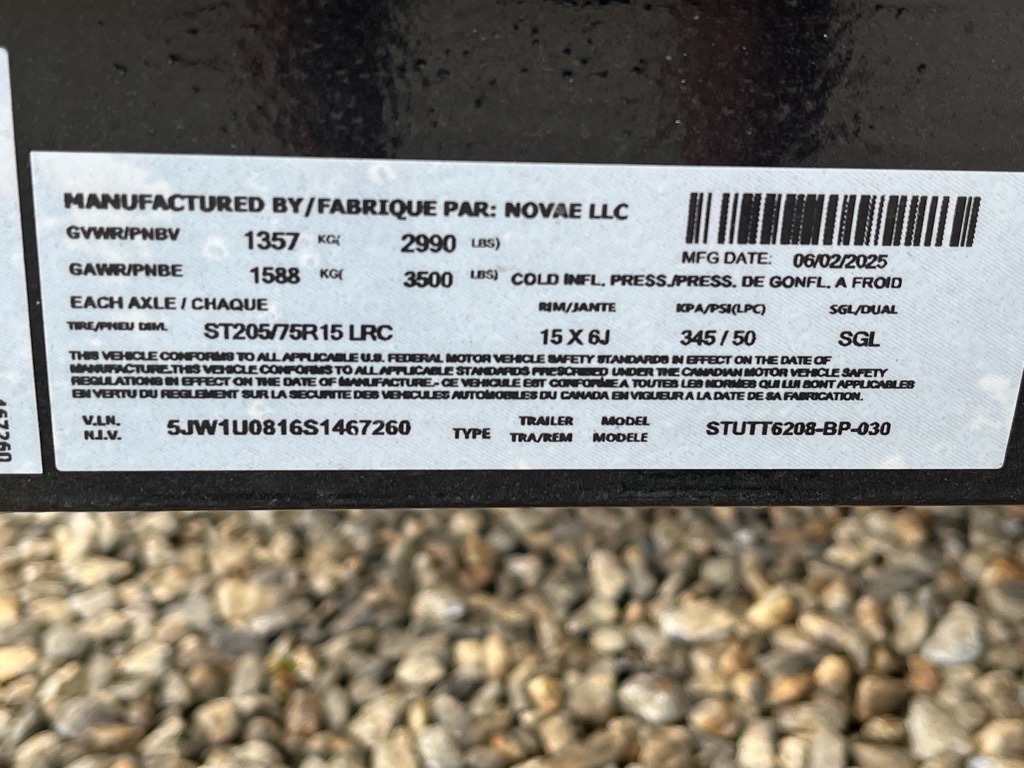 MANUFACTURED BY/FABRIQUE PAR: NOVAE LLC
GVWR/PNBV 1357 KG( 2990 LBS)
MFG DATE: 06/02/2025
GAWR/PNBE 1588 KG( 3500 LBS) COLD INFL. PRESS./PRESS. DE GONFL. A FROID
EACH AXLE / CHAQUE RIM/JANTE KPA/PSI(LPC) SGL/DUAL
TIRE/PNEU DIM. ST205/75R15 LRC 15 X 6J 345 / 50 SGL
THIS VEHICLE CONFORMS TO ALL APPLICABLE U.S. FEDERAL MOTOR VEHICLE SAFETY STANDARDS IN EFFECT ON THE DATE OF
MANUFACTURE.THIS VEHICLE CONFORMS TO ALL APPLICABLE STANDARDS PRESCRIBED UNDER THE CANADIAN MOTOR VEHICLE SAFETY
REGULATIONS IN EFFECT ON THE DATE OF MANUFACTURE.- CE VEHICULE EST CONFORME A TOUTES LES NORMES QUI LUI SONT APPLICABLES
EN VERTU DU REGLEMENT SUR LA SECURITE DES VEHICULES AUTOMOBILES DU CANADA EN VIGUEUR A LA DATE DE SA FABRICATION.
V.I.N. 5JW1U0816S1467260 TYPE TRAILER MODEL STUTT6208-BP-030
N.I.V. TRA/REM MODELE
467260